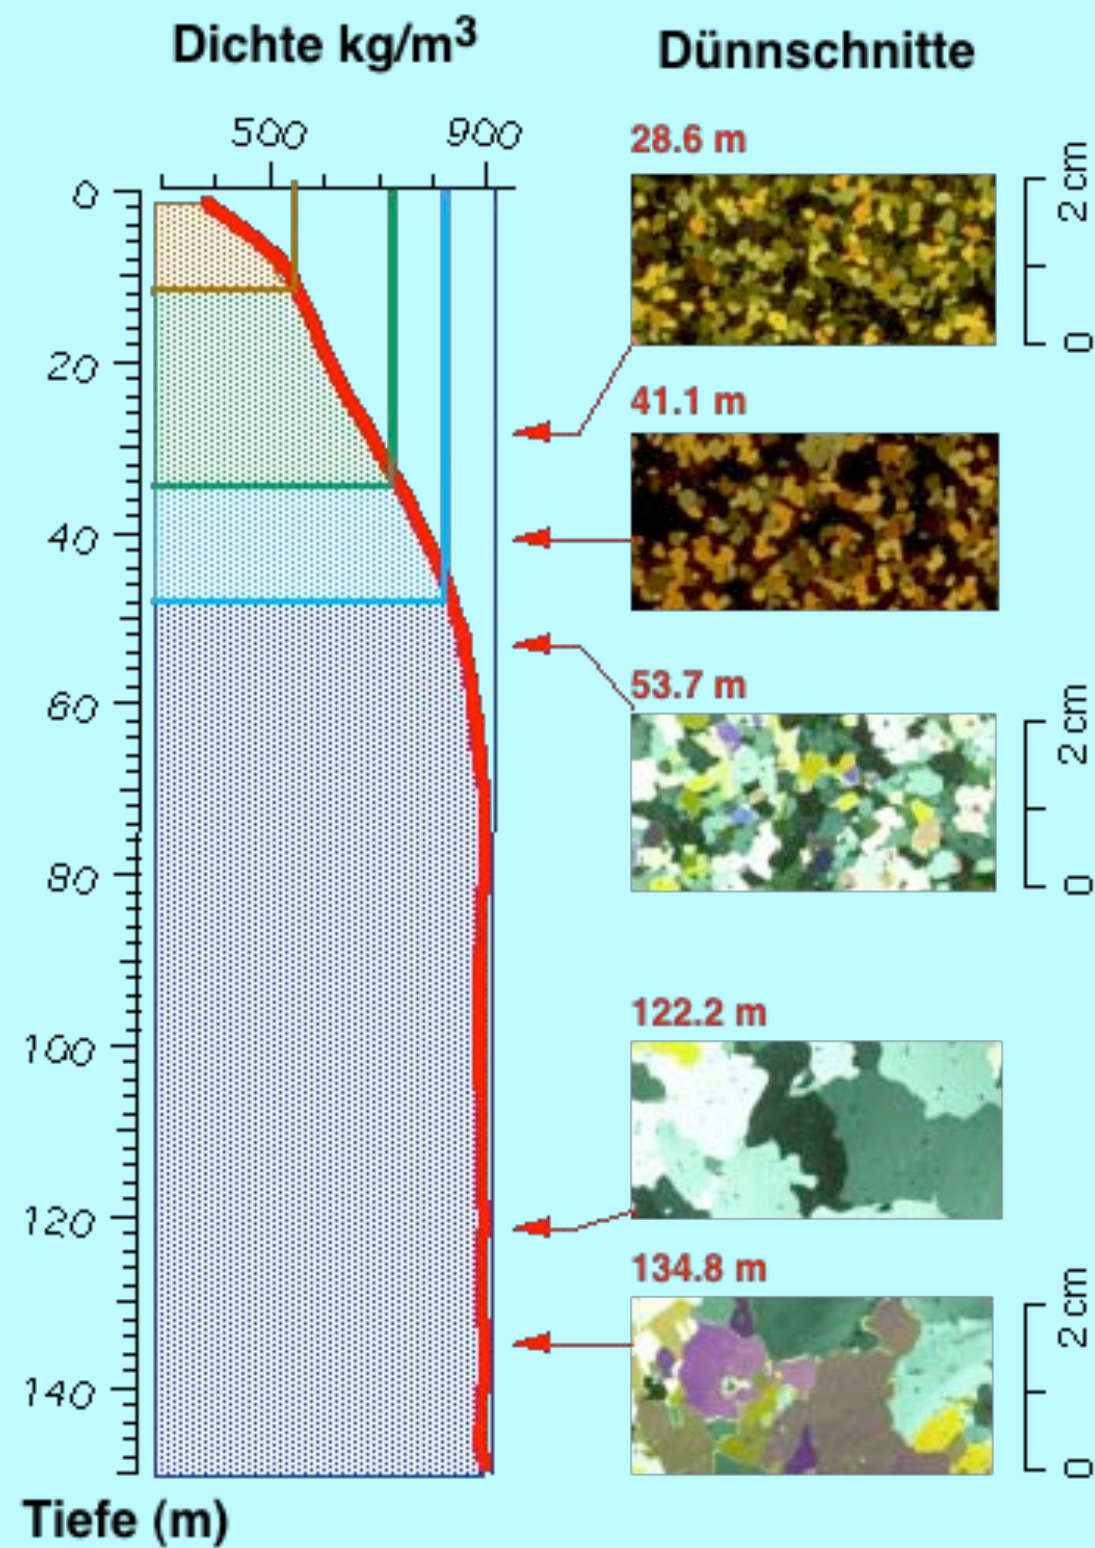 Dichte kg/m³
Dünnschnitte
500
900
28.6 m
2 cm
0
0
20
40
60
80
100
120
140
41.1 m
53.7 m
2 cm
0
122.2 m
134.8 m
2 cm
0
Tiefe (m)